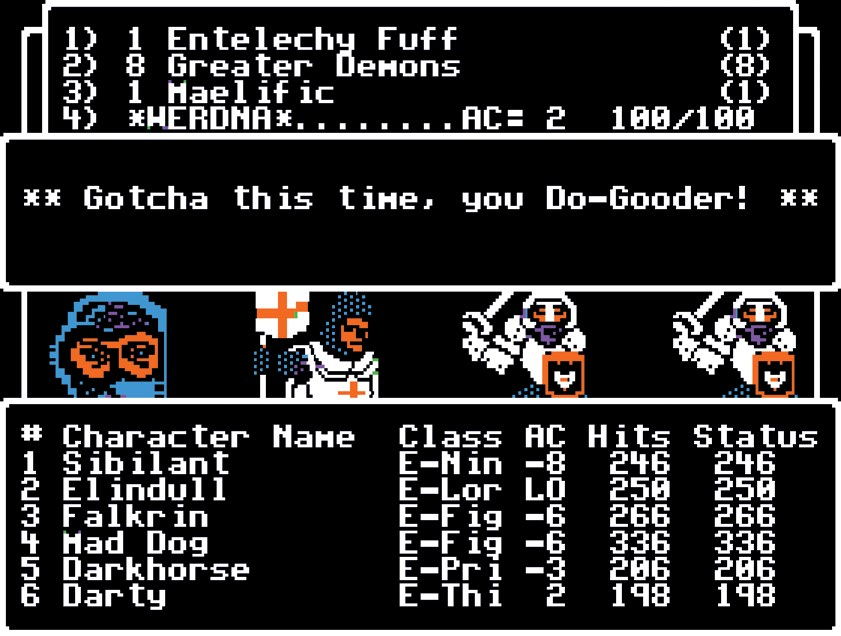 1) 1 Entelechy Fuff (1)
2) 8 Greater Demons (8)
3) 1 Maelific (1)
4) *WERDNA*........AC= 2 100/100
** Gotcha this time, you Do-Gooder! **
# Character Name Class AC Hits Status
1 Sibilant E-Nin -8 246 246
2 Elindull E-Lor LO 250 250
3 Falkrin E-Fig -6 266 266
4 Mad Dog E-Fig -6 336 336
5 Darkhorse E-Pri -3 206 206
6 Darty E-Thi 2 198 198